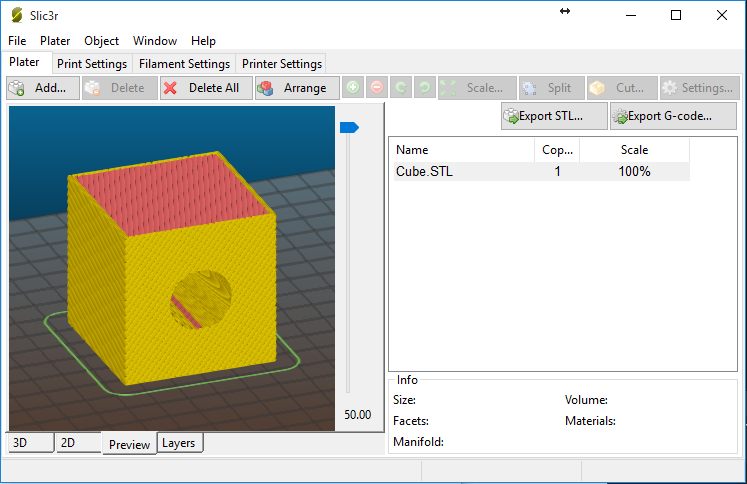 Slic3r
File Plater Object Window Help
Plater Print Settings Filament Settings Printer Settings
Add... Delete Delete All Arrange Scale... Split Cut... Settings...
Export STL... Export G-code...
Name Cop... Scale
Cube.STL 1 100%
50.00
Info
Size: Volume:
Facets: Materials:
Manifold:
3D 2D Preview Layers